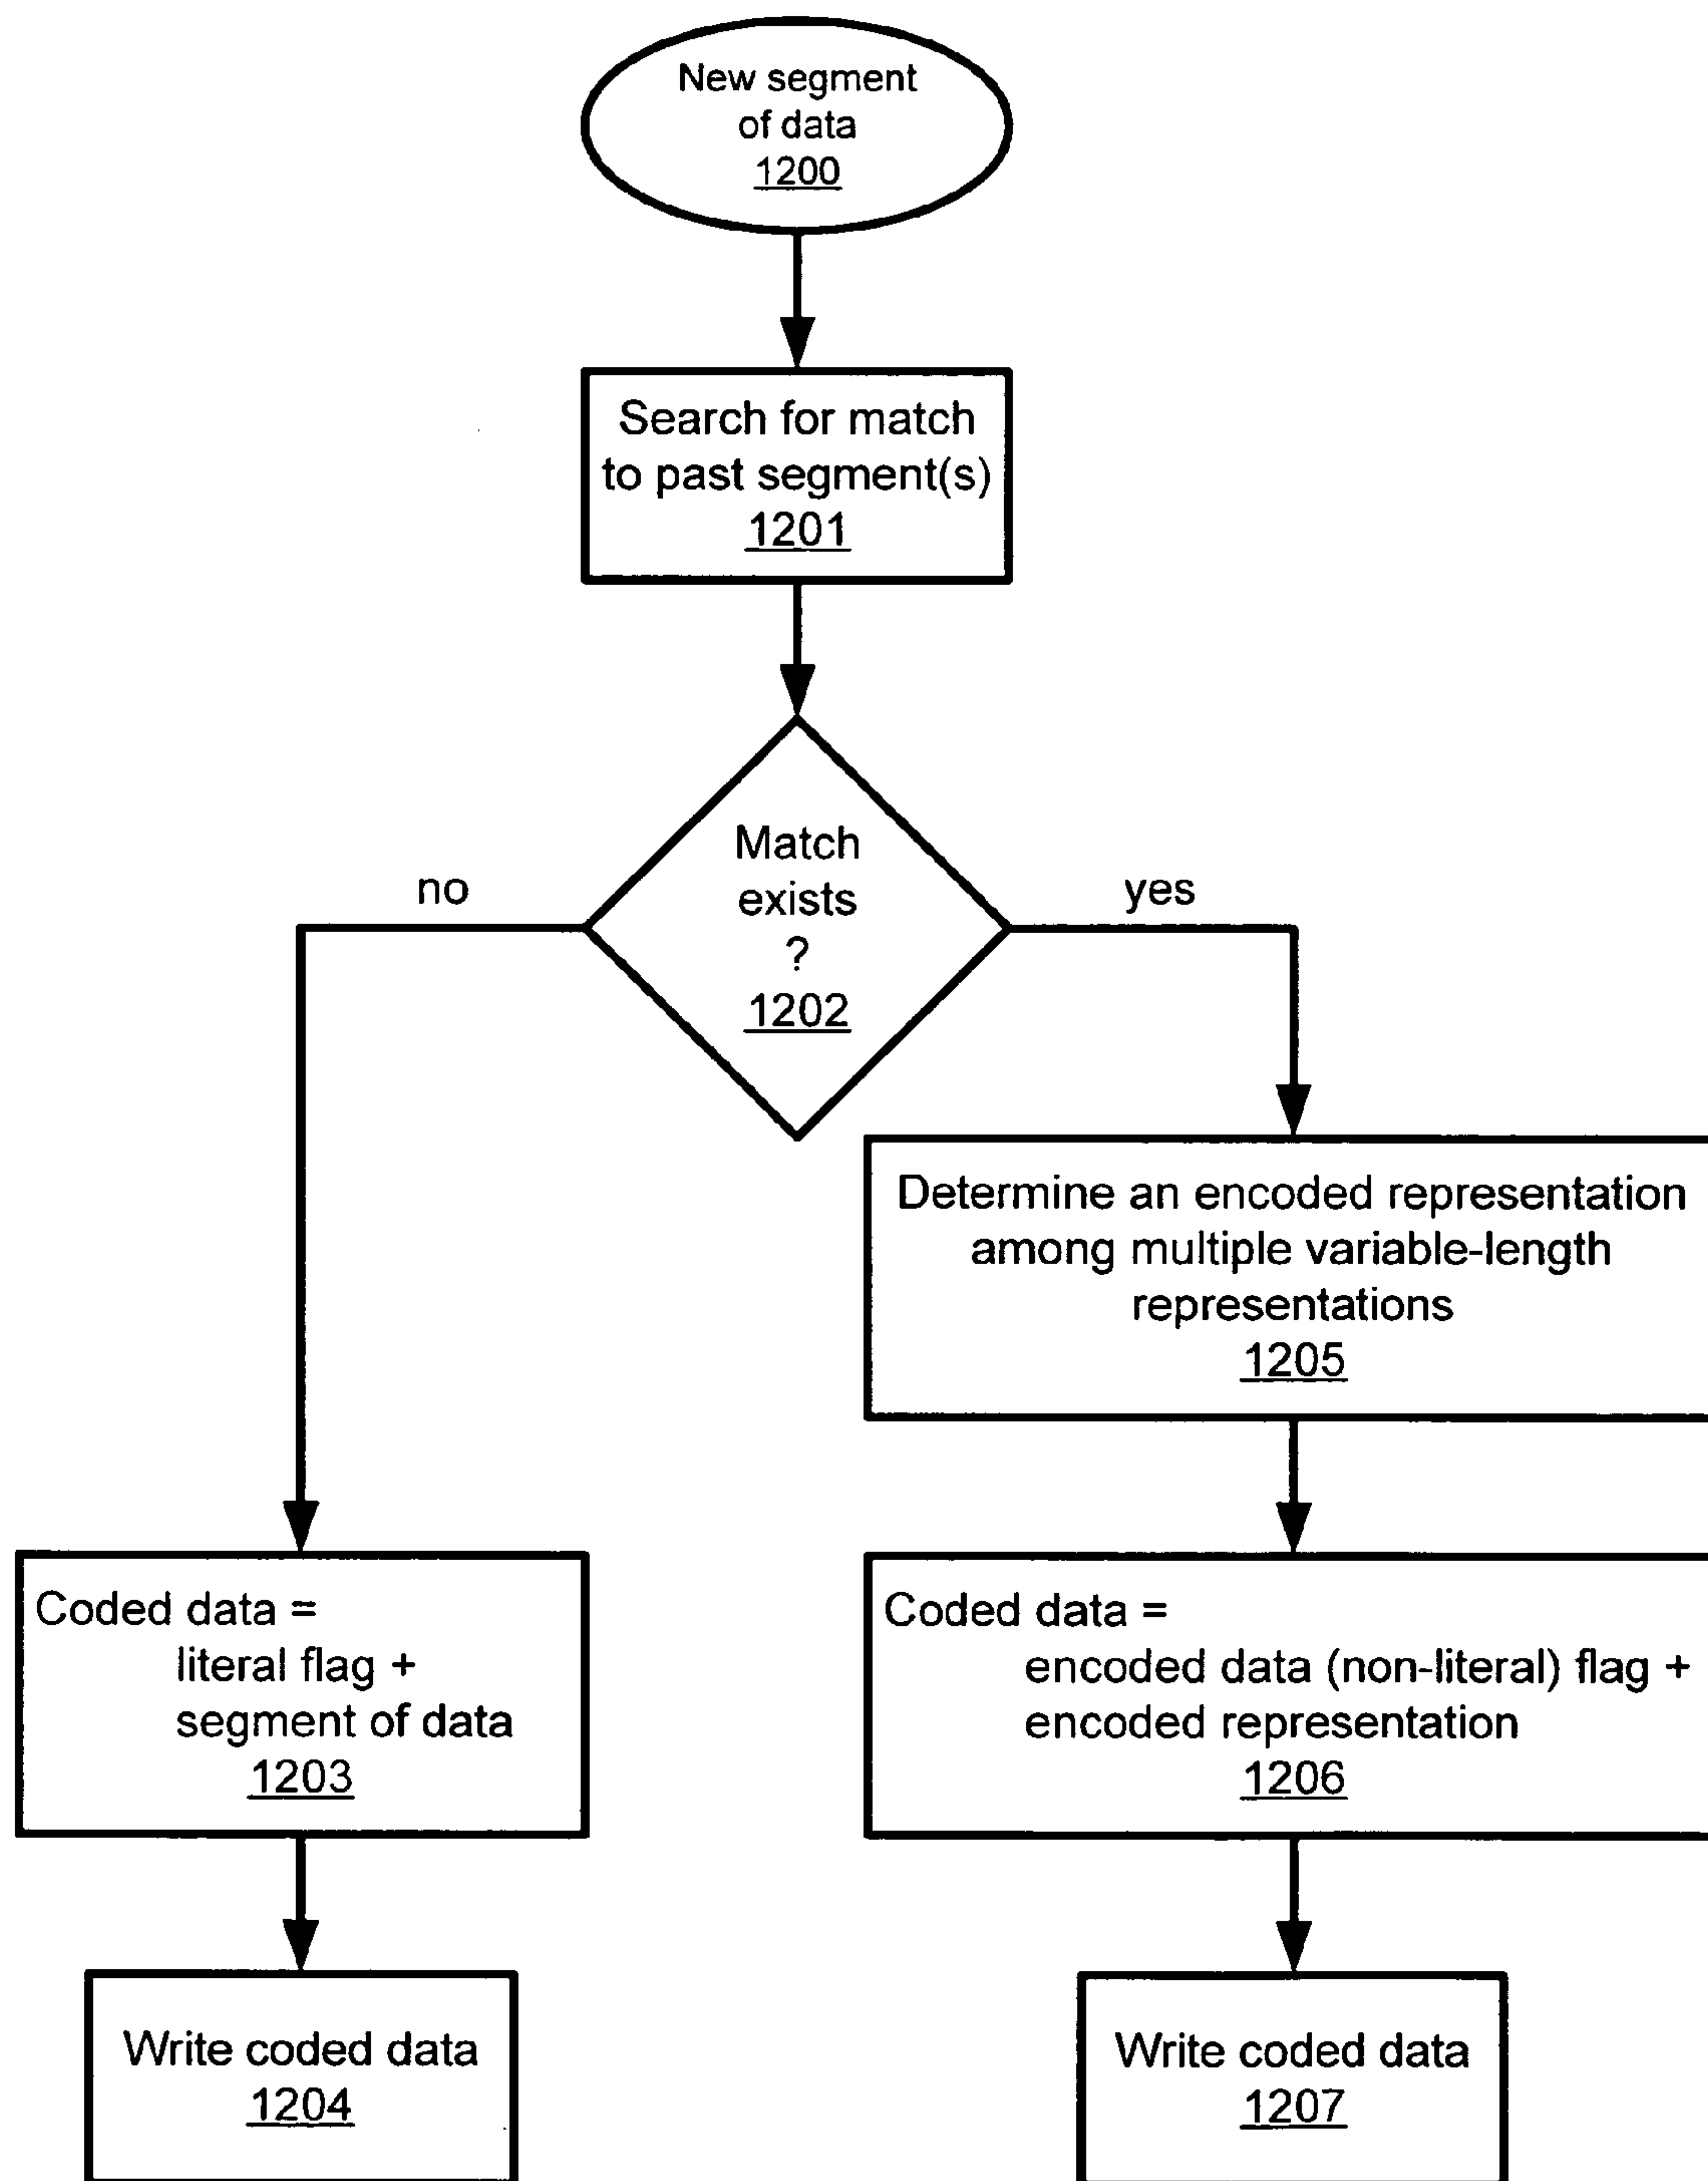 New segment
of data
1200
Search for match
to past segment(s)
1201
Match
exists
?
1202
no
yes
Determine an encoded representation
among multiple variable-length
representations
1205
Coded data =
literal flag +
segment of data
1203
Coded data =
encoded data (non-literal) flag +
encoded representation
1206
Write coded data
1204
Write coded data
1207